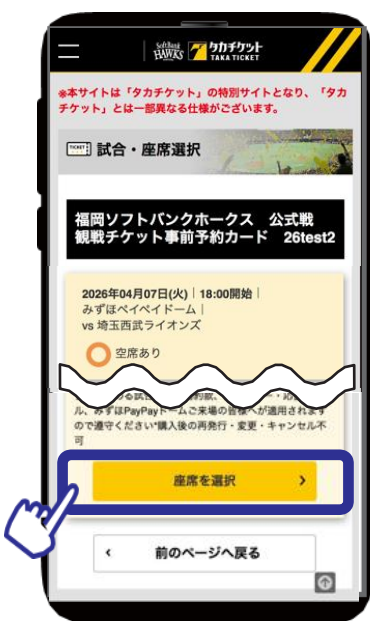 SoftBank HAWKS タカチケット TAKA TICKET
※本サイトは「タカチケット」の特別サイトとなり、「タカ
チケット」とは一部異なる仕様がございます。
TICKET 試合・座席選択
福岡ソフトバンクホークス　公式戦
観戦チケット事前予約カード　26test2
2026年04月07日(火)｜18:00開始｜
みずほペイペイドーム｜
vs 埼玉西武ライオンズ
空席あり
ル、みずほPayPayドームご来場の皆様へが適用されます
ので遵守ください*購入後の再発行・変更・キャンセル不
可
座席を選択 ›
‹ 前のページへ戻る